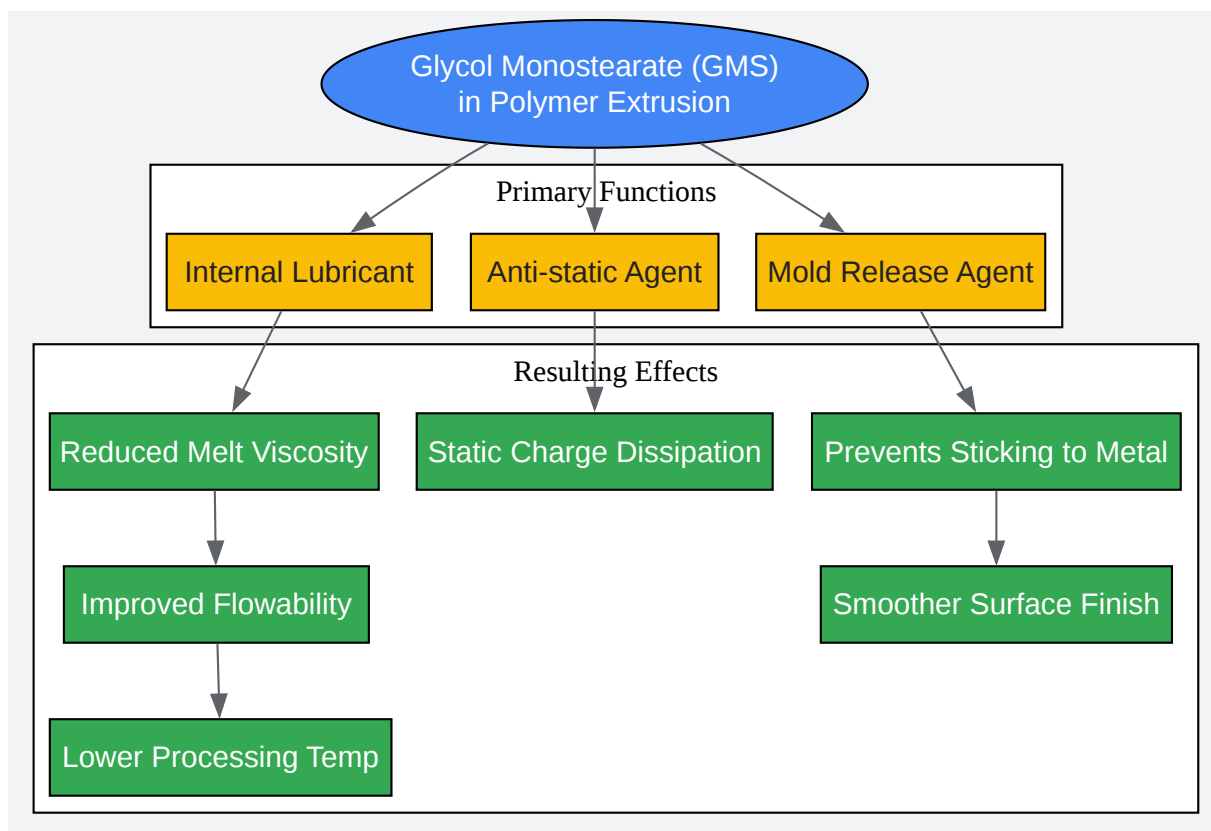 Glycol Monostearate (GMS)
in Polymer Extrusion
Primary Functions
Internal Lubricant
Anti-static Agent
Mold Release Agent
Resulting Effects
Reduced Melt Viscosity
Static Charge Dissipation
Prevents Sticking to Metal
Improved Flowability
Smoother Surface Finish
Lower Processing Temp